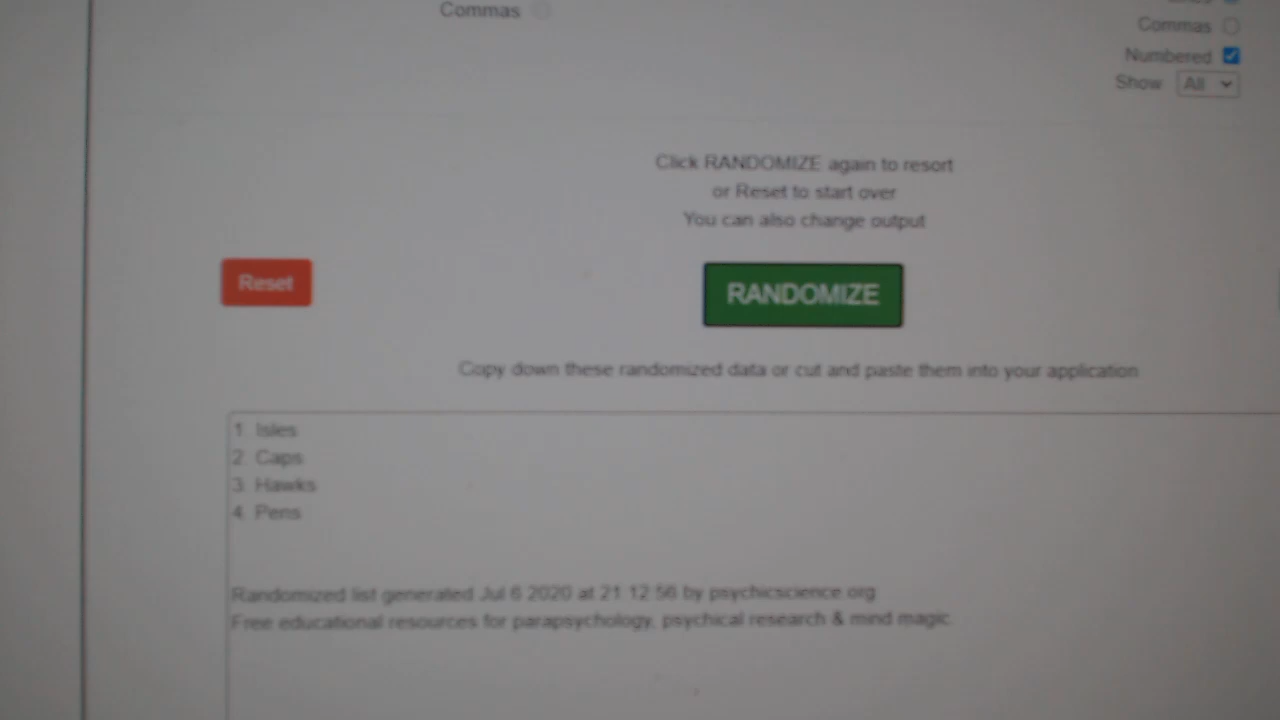 Commas
Commas
Numbered
Show All
Click RANDOMIZE again to resort
or Reset to start over
You can also change output
Reset
RANDOMIZE
Copy down these randomized data or cut and paste them into your application
1. Isles
2. Caps
3. Hawks
4. Pens
Randomized list generated Jul 6 2020 at 21:12:56 by psychicscience.org
Free educational resources for parapsychology, psychical research & mind magic.